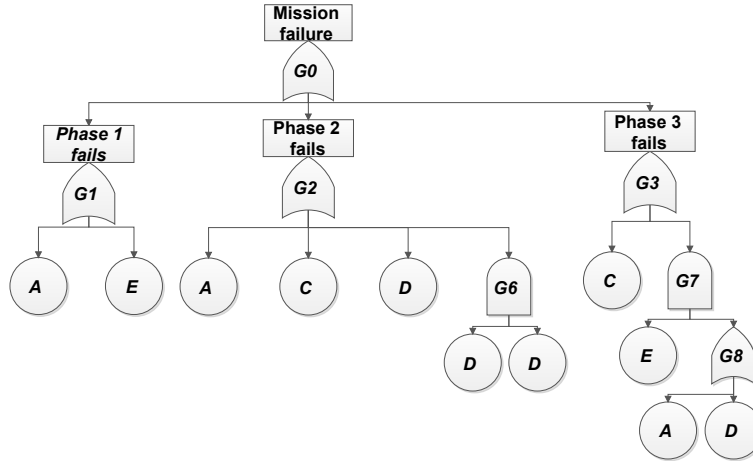 Mission
failure
G0
Phase 1
fails
Phase 2
fails
Phase 3
fails
G1
G2
G3
A
E
A
C
D
G6
C
G7
D
D
E
G8
A
D